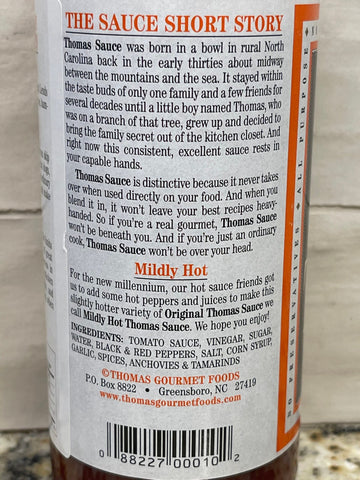 THE SAUCE SHORT STORY
Thomas Sauce was born in a bowl in rural North
Carolina back in the early thirties about midway
between the mountains and the sea. It stayed within
the taste buds of only one family and a few friends for
several decades until a little boy named Thomas, who
was on a branch of that tree, grew up and decided to
bring the family secret out of the kitchen closet. And
right now this consistent, excellent sauce rests in
your capable hands.
Thomas Sauce is distinctive because it never takes
over when used directly on your food. And when you
blend it in, it won't leave your best recipes heavy-
handed. So if you're a real gourmet, Thomas Sauce
won't be beneath you. And if you're just an ordinary
cook, Thomas Sauce won't be over your head.
Mildly Hot
For the new millennium, our hot sauce friends got
us to add some hot peppers and juices to make this
slightly hotter variety of Original Thomas Sauce we
call Mildly Hot Thomas Sauce. We hope you enjoy!
INGREDIENTS: TOMATO SAUCE, VINEGAR, SUGAR,
WATER, BLACK & RED PEPPERS, SALT, CORN SYRUP,
GARLIC, SPICES, ANCHOVIES & TAMARINDS
©THOMAS GOURMET FOODS
P.O. Box 8822 • Greensboro, NC 27419
www.thomasgourmetfoods.com
0 88227 00010 2
PRESERVATIVES ✦ ALL PURPOSE ✦